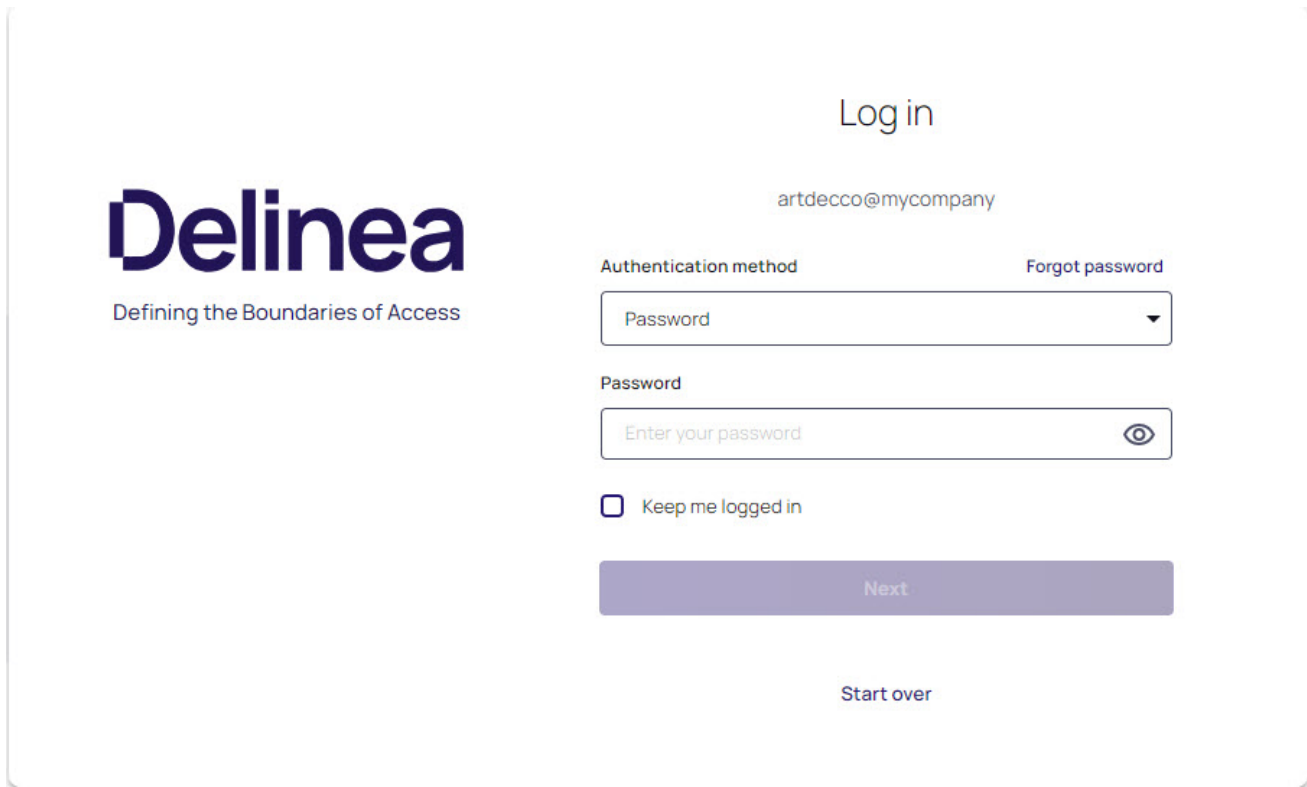 Delinea
Defining the Boundaries of Access
Log in
artdecco@mycompany
Authentication method
Forgot password
Password
Password
Enter your password
Keep me logged in
Next
Start over